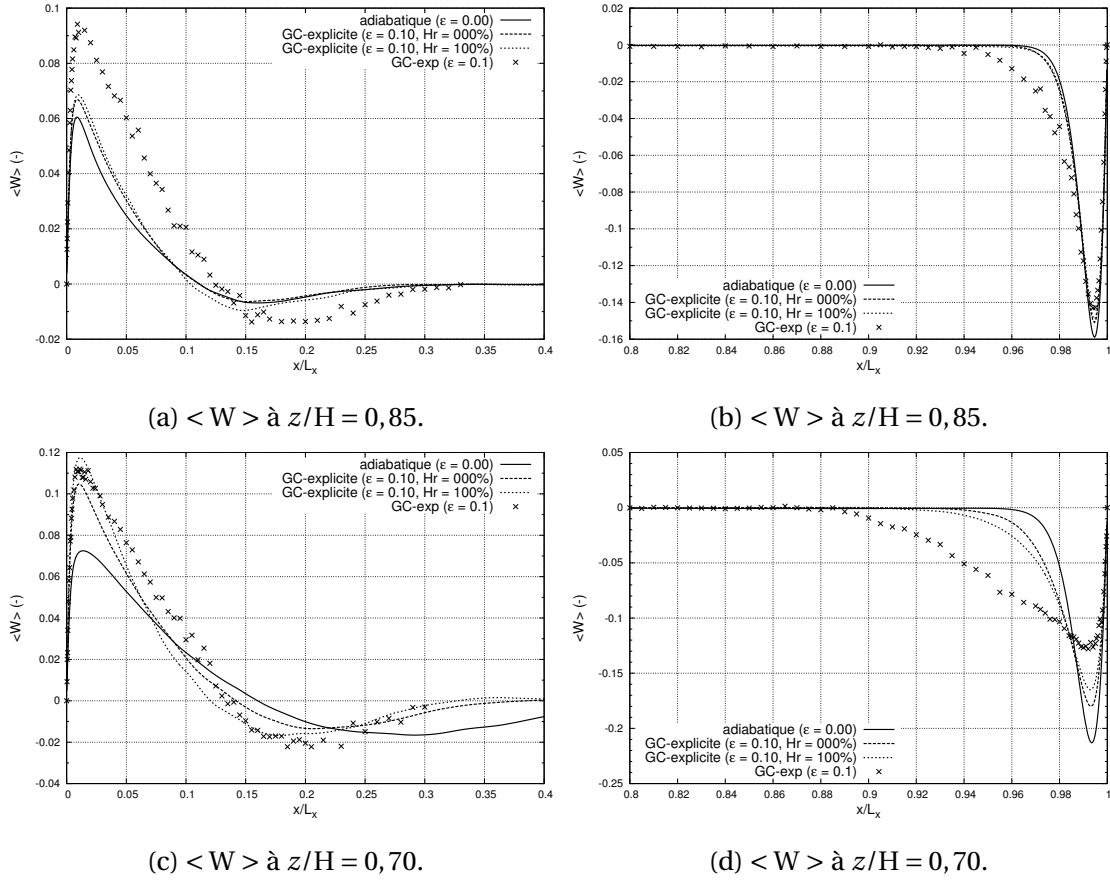 0.1
0.08
0.06
0.04
0.02
0
-0.02
<W> (-)
0 0.05 0.1 0.15 0.2 0.25 0.3 0.35 0.4
x/Lx
adiabatique (ε = 0.00)
GC-explicite (ε = 0.10, Hr = 000%)
GC-explicite (ε = 0.10, Hr = 100%)
GC-exp (ε = 0.1)
(a) < W > à z/H = 0,85.
0
-0.02
-0.04
-0.06
-0.08
-0.1
-0.12
-0.14
-0.16
<W> (-)
0.8 0.82 0.84 0.86 0.88 0.9 0.92 0.94 0.96 0.98 1
x/Lx
adiabatique (ε = 0.00)
GC-explicite (ε = 0.10, Hr = 000%)
GC-explicite (ε = 0.10, Hr = 100%)
GC-exp (ε = 0.1)
(b) < W > à z/H = 0,85.
0.12
0.1
0.08
0.06
0.04
0.02
0
-0.02
-0.04
<W> (-)
0 0.05 0.1 0.15 0.2 0.25 0.3 0.35 0.4
x/Lx
adiabatique (ε = 0.00)
GC-explicite (ε = 0.10, Hr = 000%)
GC-explicite (ε = 0.10, Hr = 100%)
GC-exp (ε = 0.1)
(c) < W > à z/H = 0,70.
0.05
0
-0.05
-0.1
-0.15
-0.2
-0.25
<W> (-)
0.8 0.82 0.84 0.86 0.88 0.9 0.92 0.94 0.96 0.98 1
x/Lx
adiabatique (ε = 0.00)
GC-explicite (ε = 0.10, Hr = 000%)
GC-explicite (ε = 0.10, Hr = 100%)
GC-exp (ε = 0.1)
(d) < W > à z/H = 0,70.